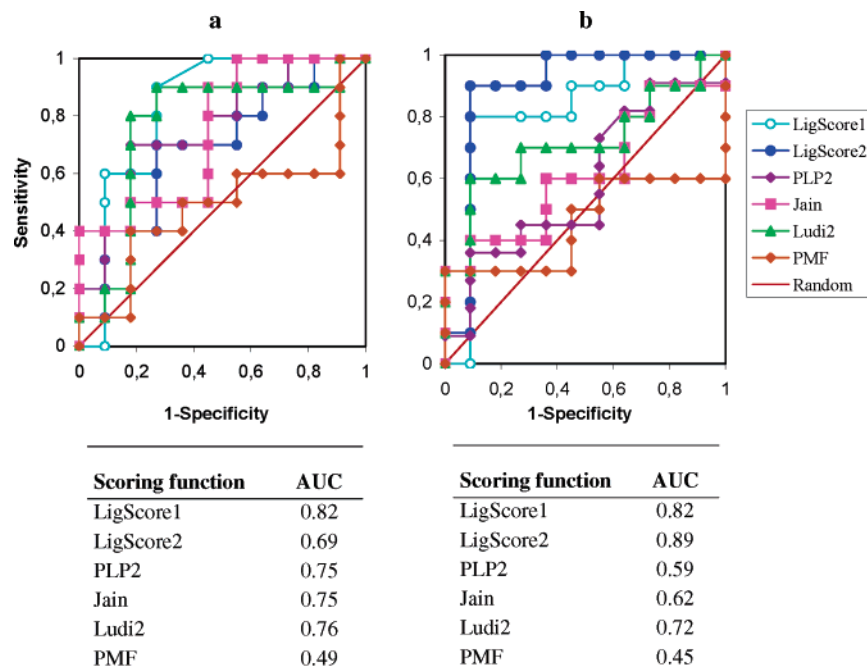 a
Sensitivity
1
0,8
0,6
0,4
0,2
0
0 0,2 0,4 0,6 0,8 1
1-Specificity
b
1
0,8
0,6
0,4
0,2
0
0 0,2 0,4 0,6 0,8 1
1-Specificity
LigScore1
LigScore2
PLP2
Jain
Ludi2
PMF
Random
Scoring function AUC
LigScore1 0.82
LigScore2 0.69
PLP2 0.75
Jain 0.75
Ludi2 0.76
PMF 0.49
Scoring function AUC
LigScore1 0.82
LigScore2 0.89
PLP2 0.59
Jain 0.62
Ludi2 0.72
PMF 0.45